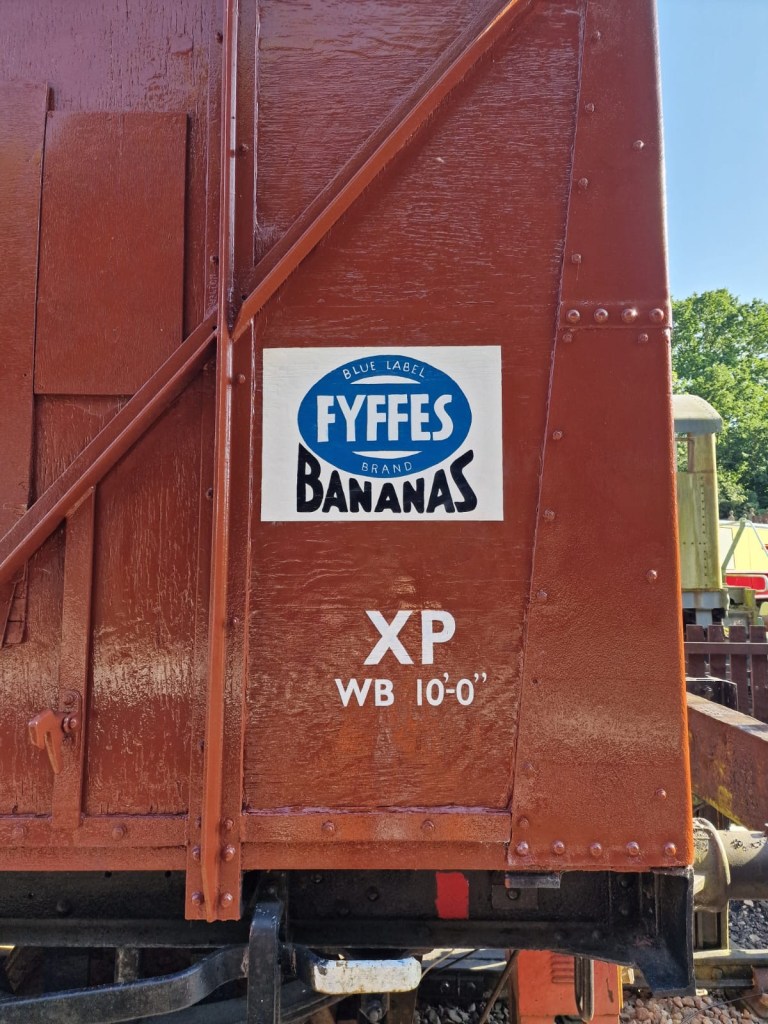 BLUE LABEL
FYFFES
BRAND
BANANAS
XP
WB 10'-0"